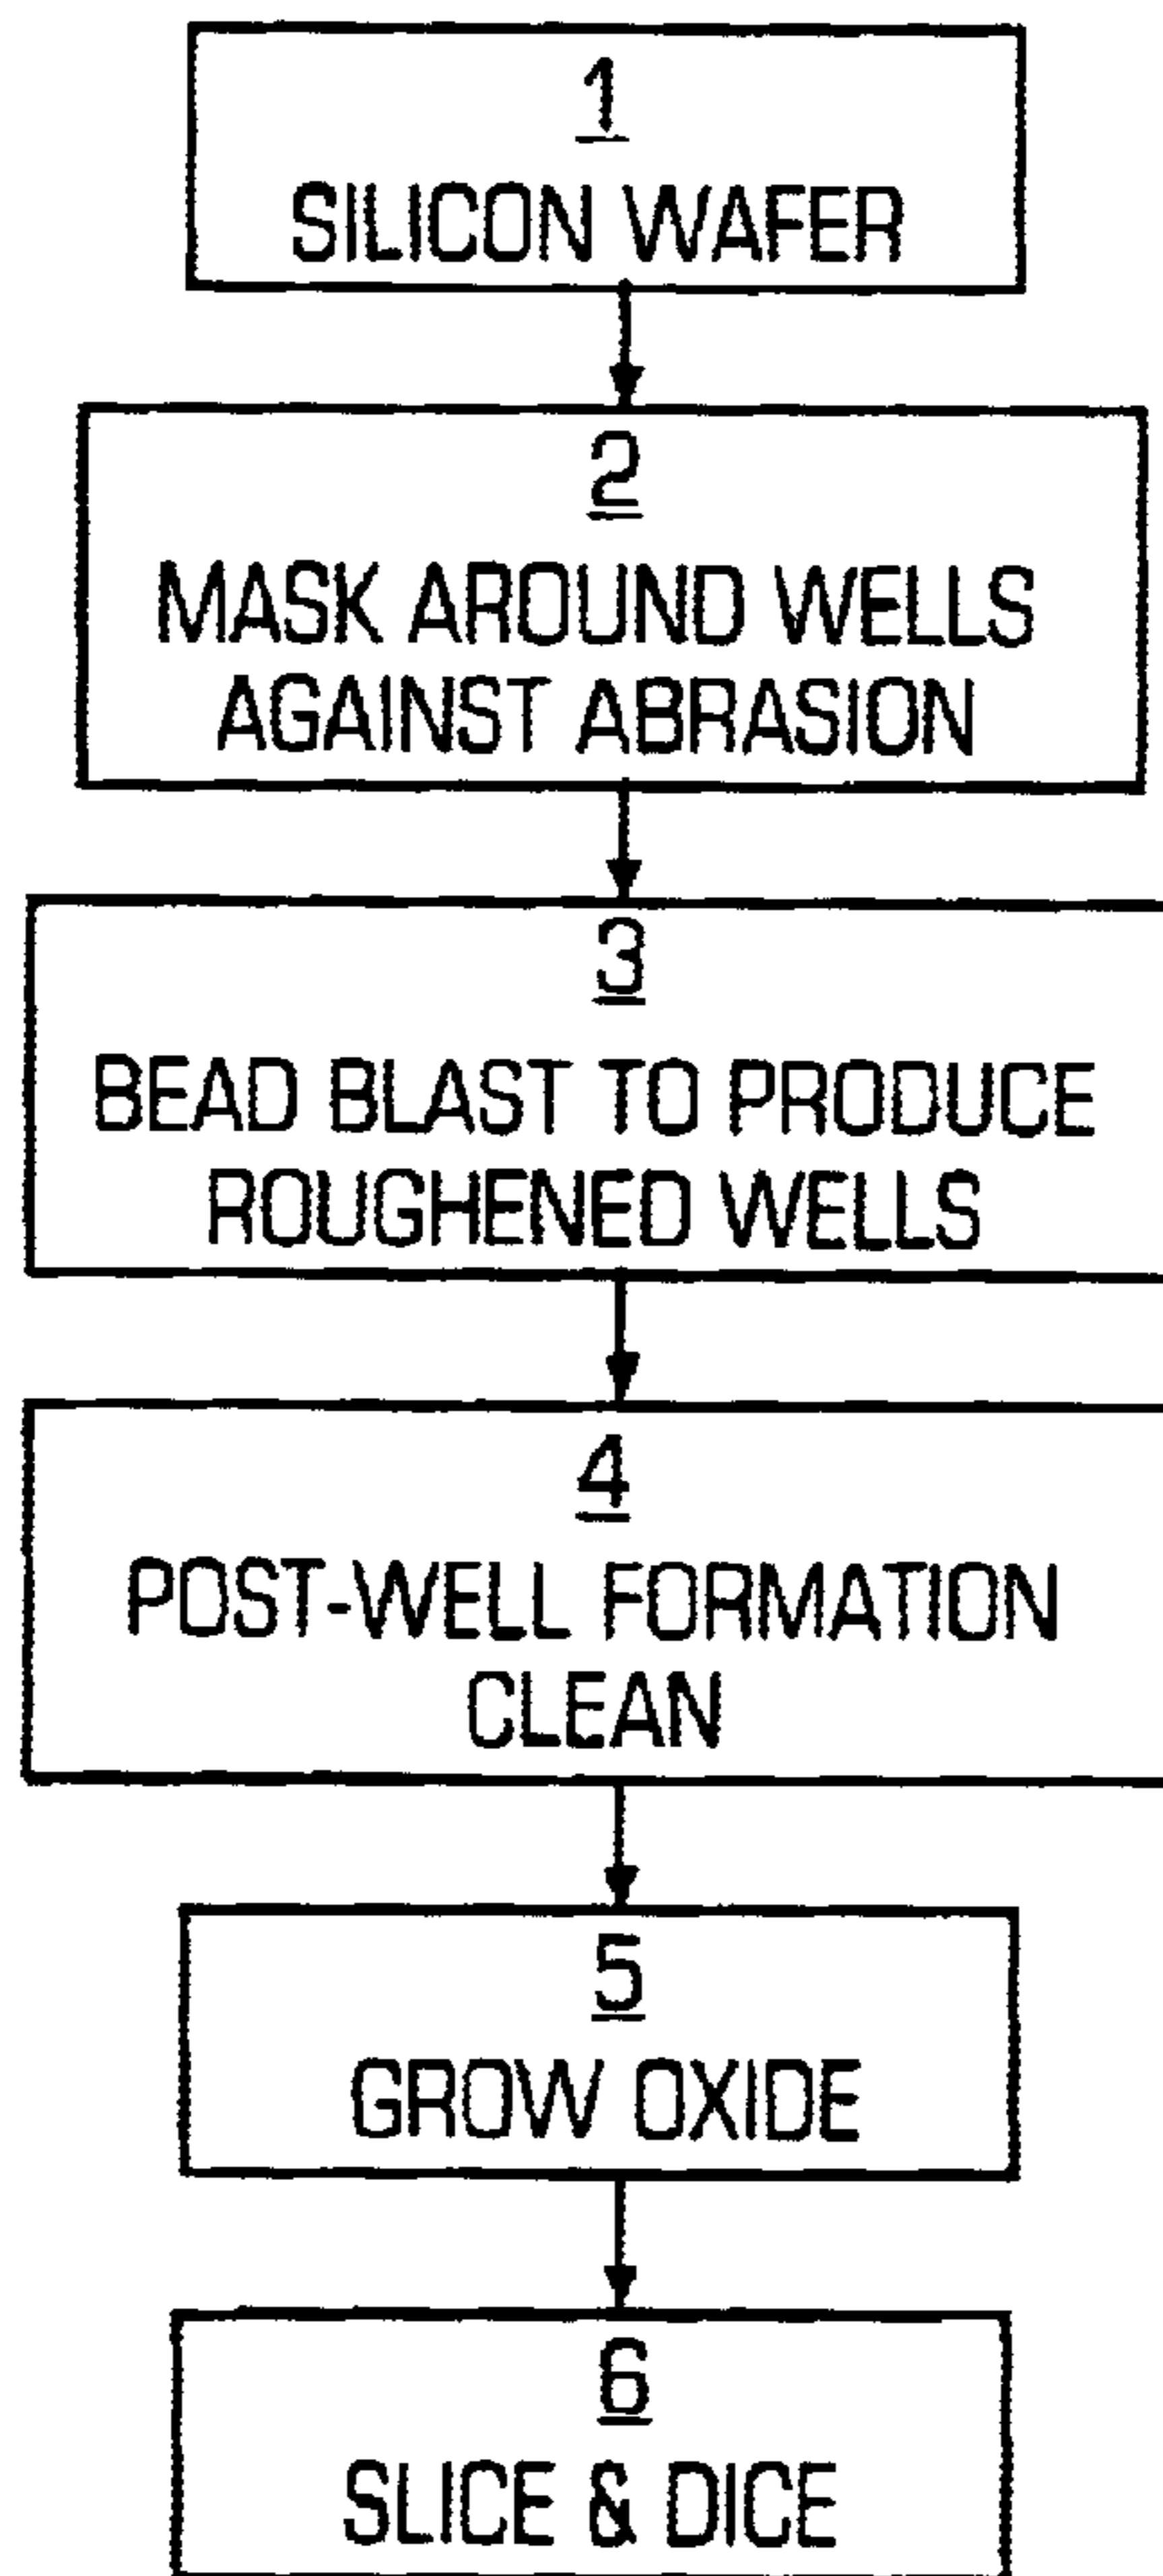 1
SILICON WAFER
2
MASK AROUND WELLS
AGAINST ABRASION
3
BEAD BLAST TO PRODUCE
ROUGHENED WELLS
4
POST-WELL FORMATION
CLEAN
5
GROW OXIDE
6
SLICE & DICE